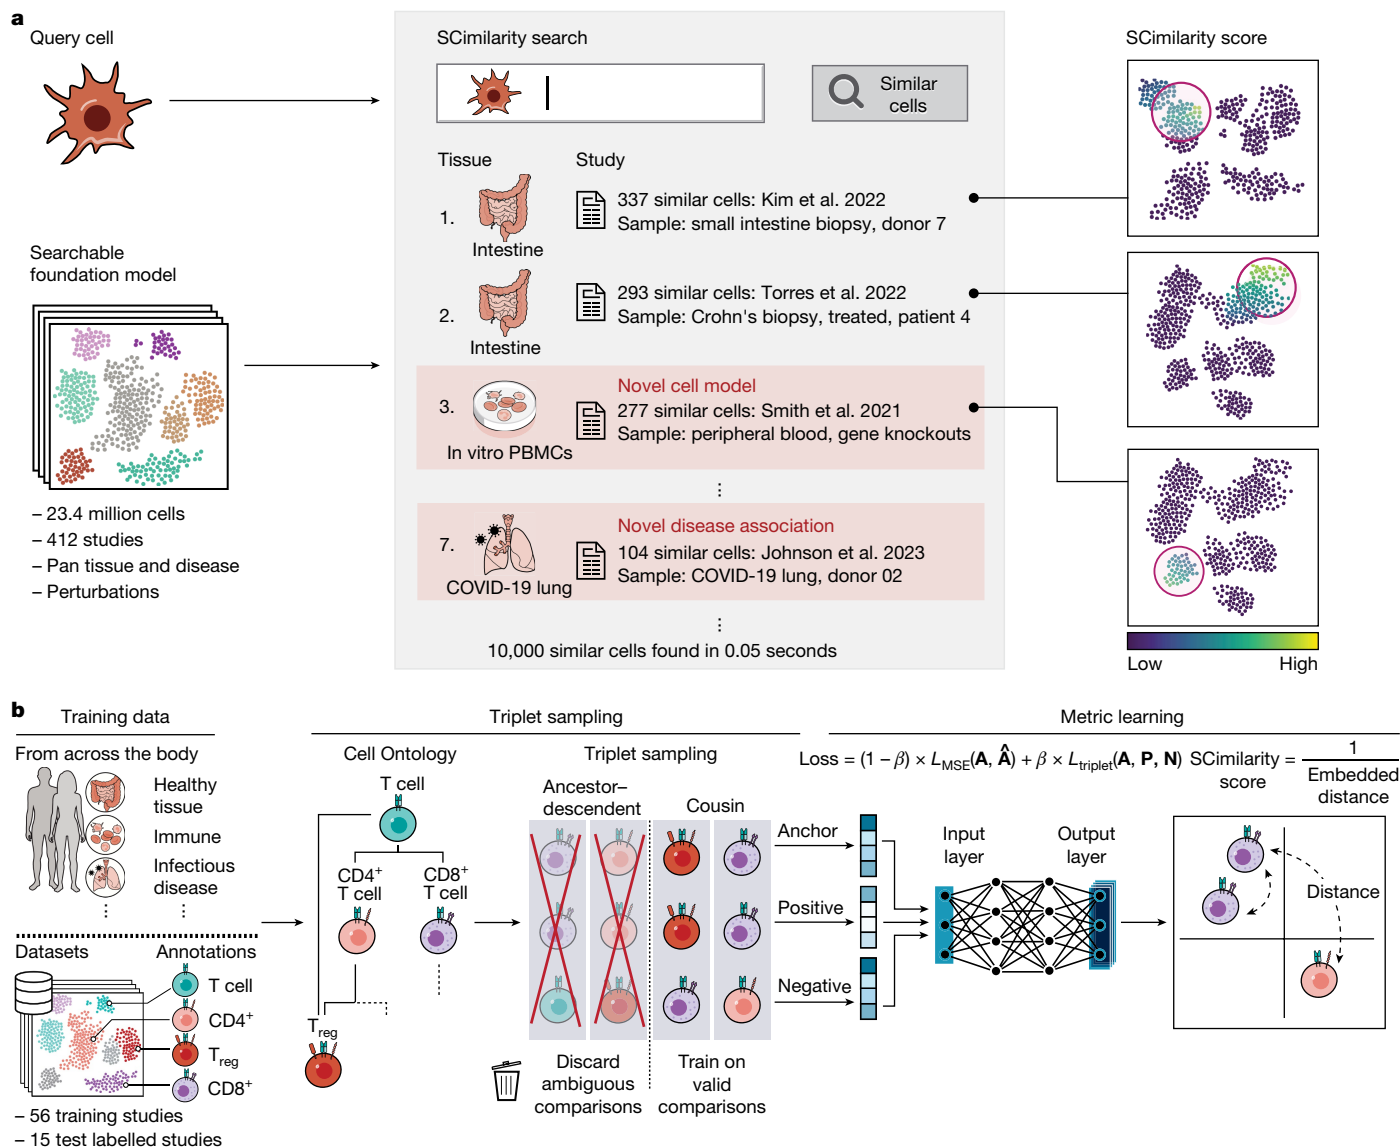 a
Query cell
SCimilarity search
SCimilarity score
Similar
cells
Tissue
Study
1.
337 similar cells: Kim et al. 2022
Sample: small intestine biopsy, donor 7
Intestine
Searchable
foundation model
2.
293 similar cells: Torres et al. 2022
Sample: Crohn's biopsy, treated, patient 4
Intestine
Novel cell model
3.
277 similar cells: Smith et al. 2021
Sample: peripheral blood, gene knockouts
In vitro PBMCs
– 23.4 million cells
– 412 studies
– Pan tissue and disease
– Perturbations
⋮
Novel disease association
7.
104 similar cells: Johnson et al. 2023
Sample: COVID-19 lung, donor 02
COVID-19 lung
⋮
10,000 similar cells found in 0.05 seconds
Low
High
b
Training data
Triplet sampling
Metric learning
From across the body
Healthy
tissue
Immune
Infectious
disease
⋮
⋮
Datasets
Annotations
T cell
CD4⁺
T reg
CD8⁺
– 56 training studies
– 15 test labelled studies
Cell Ontology
T cell
CD4⁺
T cell
CD8⁺
T cell
T reg
Triplet sampling
Ancestor–
descendent
Cousin
Discard
ambiguous
comparisons
Train on
valid
comparisons
Anchor
Positive
Negative
Loss = (1 − β) × L MSE (A, Â) + β × L triplet (A, P, N)
SCimilarity
score
= 1 / Embedded
distance
Input
layer
Output
layer
Distance